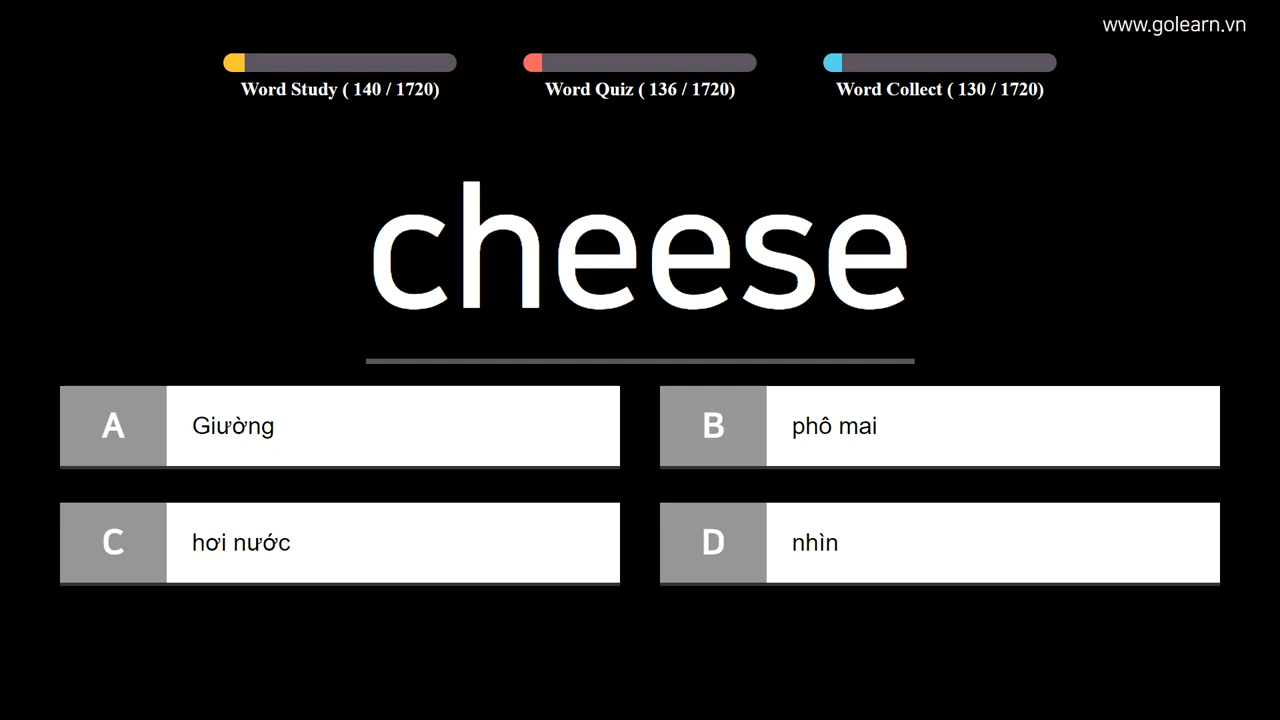 www.golearn.vn
Word Study ( 140 / 1720)
Word Quiz ( 136 / 1720)
Word Collect ( 130 / 1720)
cheese
A Giường
B phô mai
C hơi nước
D nhìn